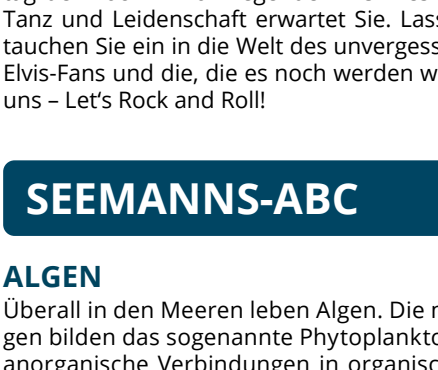 Tanz und Leidenschaft erwartet Sie. Lass
tauchen Sie ein in die Welt des unvergess
Elvis-Fans und die, die es noch werden w
uns – Let's Rock and Roll!
SEEMANNS-ABC
ALGEN
Überall in den Meeren leben Algen. Die
gen bilden das sogenannte Phytoplankto
anorganische Verbindungen in organisc